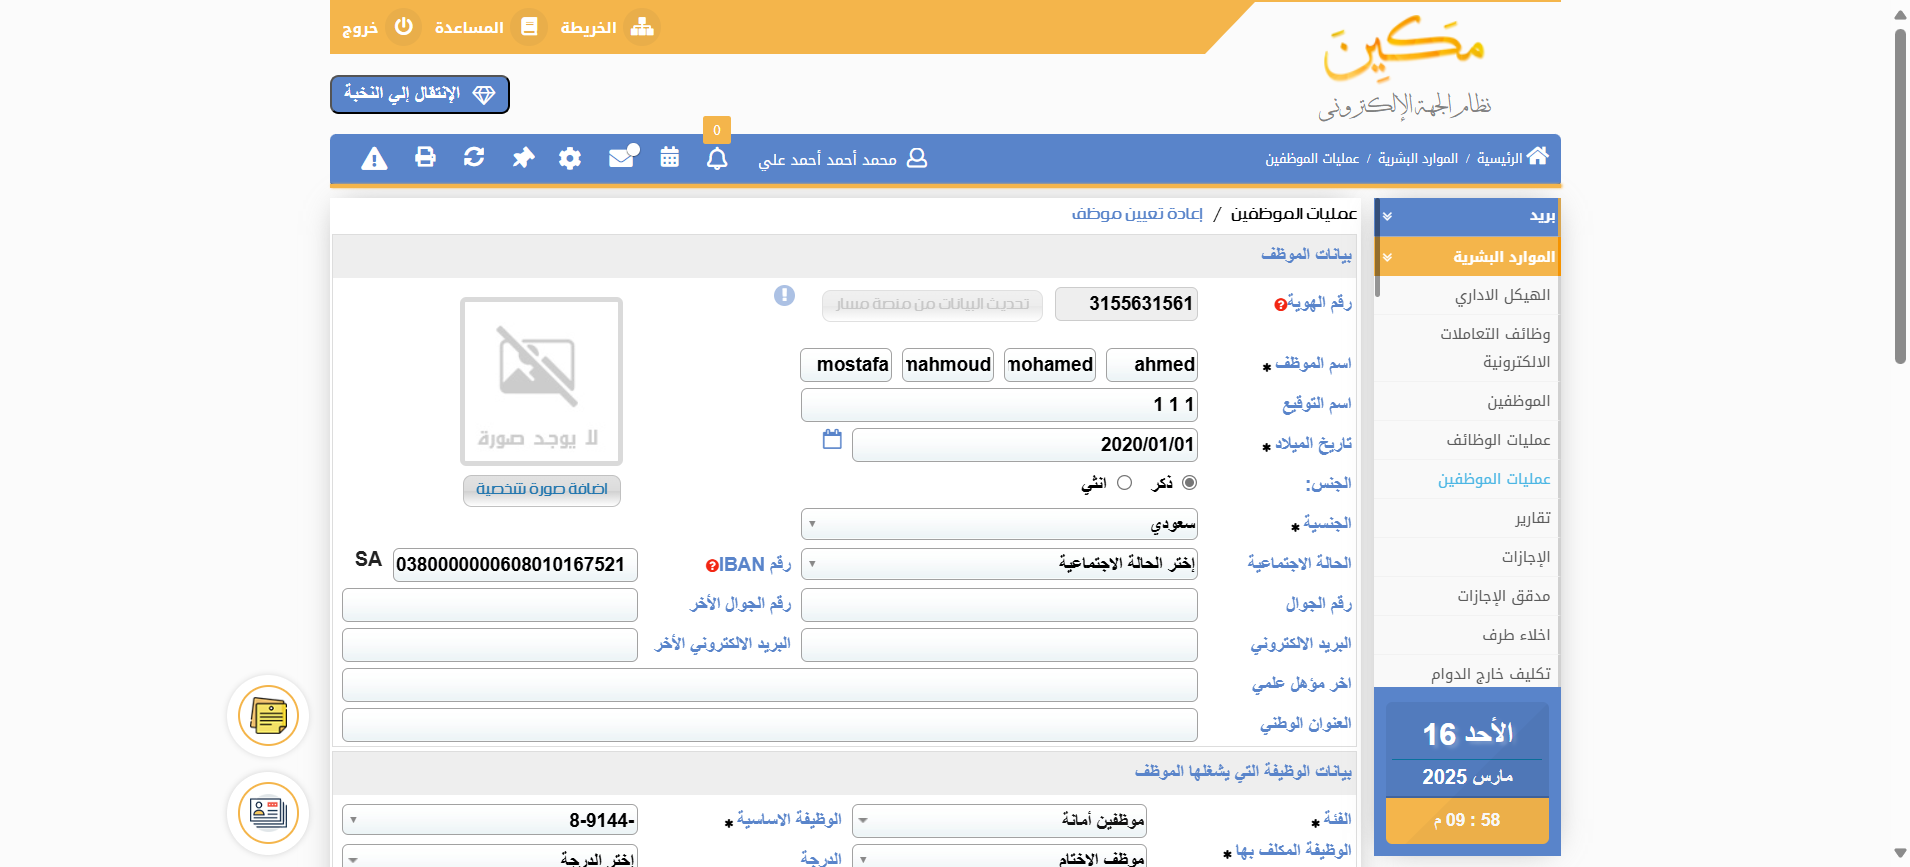 الخريطة المساعدة خروج
مكين
نظام الجهة الإلكتروني
الإنتقال إلي النخبة
0
الرئيسية / الموارد البشرية / عمليات الموظفين
محمد أحمد أحمد علي
بريد
الموارد البشرية
الهيكل الاداري
وظائف التعاملات
الالكترونية
الموظفين
عمليات الوظائف
عمليات الموظفين
تقارير
الإجازات
مدقق الإجازات
اخلاء طرف
تكليف خارج الدوام
الأحد 16
مارس 2025
58 : 09 م
عمليات الموظفين / إعادة تعيين موظف
بيانات الموظف
رقم الهوية 3155631561 تحديث البيانات من منصة مسار
لا يوجد صورة
اضافة صورة شخصية
اسم الموظف * ahmed mohamed mahmoud mostafa
اسم التوقيع 1 1 1
تاريخ الميلاد * 2020/01/01
الجنس: ذكر انثي
الجنسية * سعودي
الحالة الاجتماعية إختر الحالة الاجتماعية رقم IBAN 0380000000608010167521 SA
رقم الجوال رقم الجوال الأخر
البريد الالكتروني البريد الالكتروني الأخر
اخر مؤهل علمي
العنوان الوطني
بيانات الوظيفة التي يشغلها الموظف
الفئة * موظفين أمانة الوظيفة الاساسية * 8-9144-
الوظيفة المكلف بها * موظف الإختام الدرجة إختر الدرجة